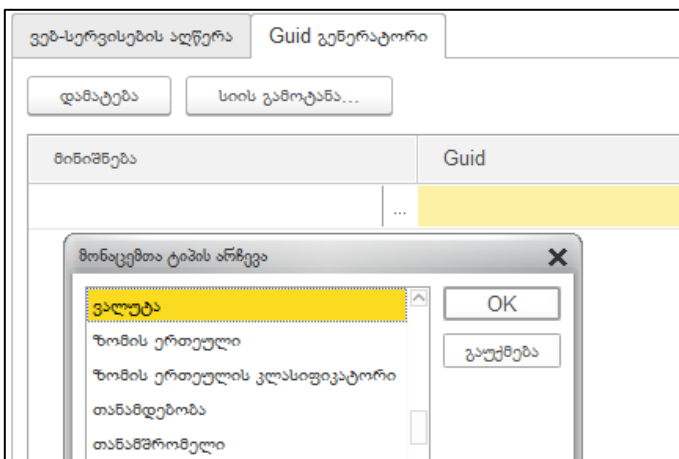 ვებ-სერვისების აღწერა Guid გენერატორი
დამატება სიის გამოტანა...
მინიშნება Guid
...
მონაცემთა ტიპის არჩევა
ვალუტა OK
ზომის ერთეული გაუქმება
ზომის ერთეულის კლასიფიკატორი
თანამდებობა
თანამშრომელი